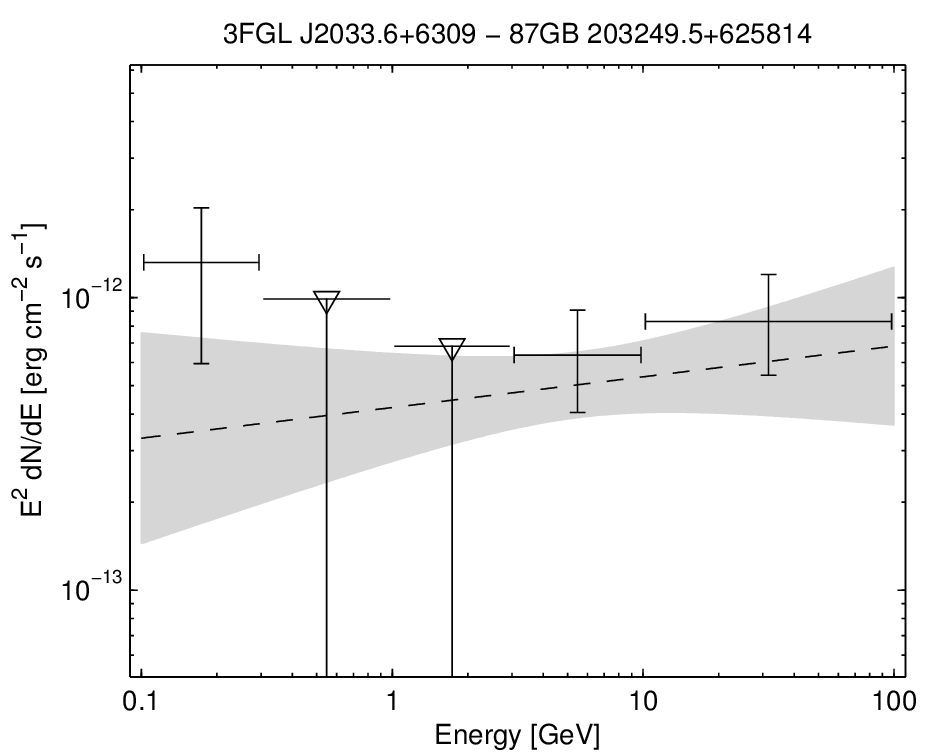 3FGL J2033.6+6309 − 87GB 203249.5+625814
E² dN/dE [erg cm⁻² s⁻¹]
10⁻¹²
10⁻¹³
0.1 1 10 100
Energy [GeV]